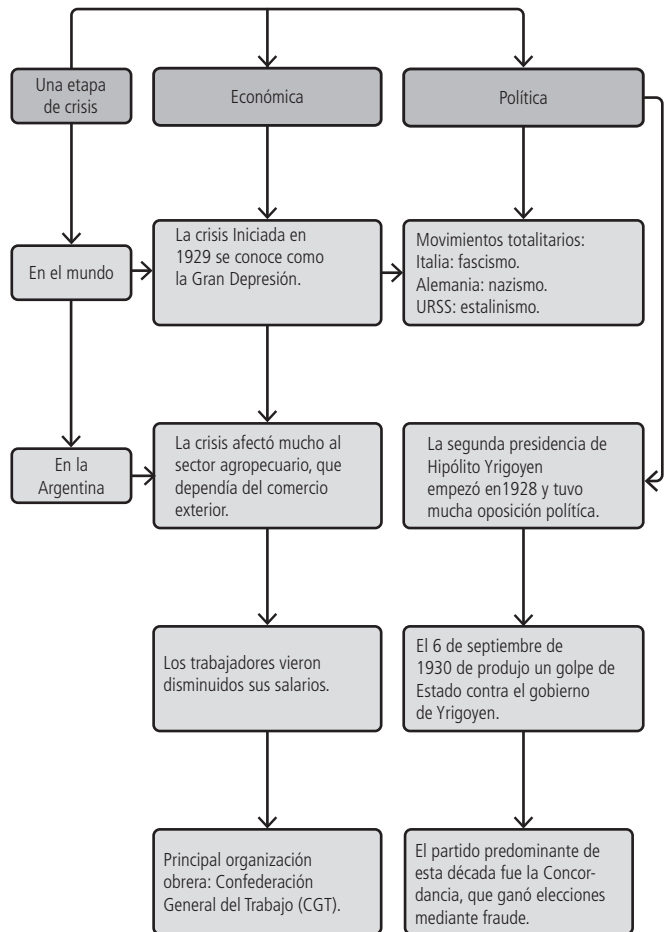 Una etapa
de crisis
Económica
Política
En el mundo
La crisis Iniciada en
1929 se conoce como
la Gran Depresión.
Movimientos totalitarios:
Italia: fascismo.
Alemania: nazismo.
URSS: estalinismo.
En la
Argentina
La crisis afectó mucho al
sector agropecuario, que
dependía del comercio
exterior.
La segunda presidencia de
Hipólito Yrigoyen
empezó en1928 y tuvo
mucha oposición polítíca.
Los trabajadores vieron
disminuidos sus salarios.
El 6 de septiembre de
1930 de produjo un golpe de
Estado contra el gobierno
de Yrigoyen.
Principal organización
obrera: Confederación
General del Trabajo (CGT).
El partido predominante de
esta década fue la Concor-
dancia, que ganó elecciones
mediante fraude.